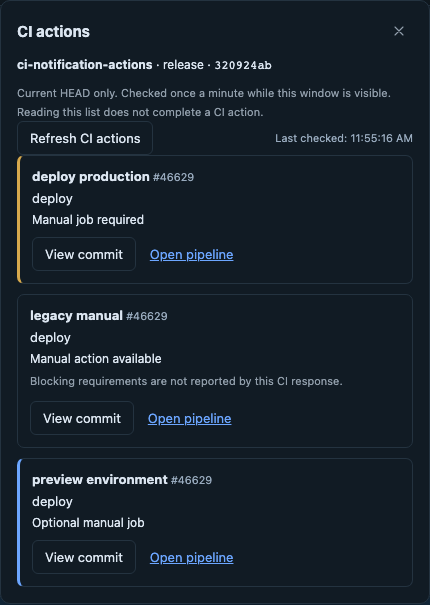 CI actions
ci-notification-actions · release · 320924ab
Current HEAD only. Checked once a minute while this window is visible.
Reading this list does not complete a CI action.
Refresh CI actions
Last checked: 11:55:16 AM
deploy production #46629
deploy
Manual job required
View commit
Open pipeline
legacy manual #46629
deploy
Manual action available
Blocking requirements are not reported by this CI response.
View commit
Open pipeline
preview environment #46629
deploy
Optional manual job
View commit
Open pipeline